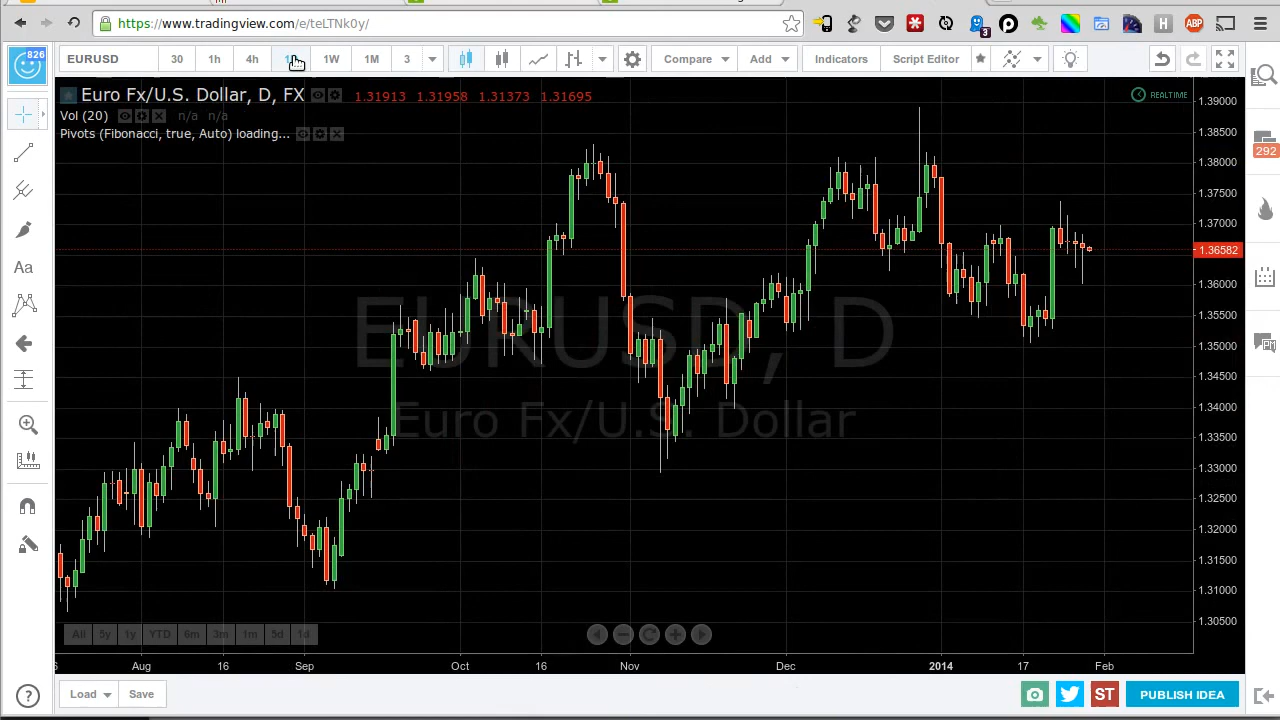 https://www.tradingview.com/e/teLTNk0y/
3
H
ABP
826
EURUSD
30
1h
4h
1W
1M
3
Compare
Add
Indicators
Script Editor
Euro Fx/U.S. Dollar, D, FX
1.31913 1.31958 1.31373 1.31695
REALTIME
Vol (20)
n/a n/a
Pivots (Fibonacci, true, Auto) loading...
292
Aa
EURUSD, D
Euro Fx/U.S. Dollar
1.39000
1.38500
1.38000
1.37500
1.37000
1.36582
1.36000
1.35500
1.35000
1.34500
1.34000
1.33500
1.33000
1.32500
1.32000
1.31500
1.31000
1.30500
All 5y 1y YTD 6m 3m 1m 5d 1d
6 Aug 16 Sep Oct 16 Nov Dec 2014 17 Feb
?
Load
Save
ST
PUBLISH IDEA